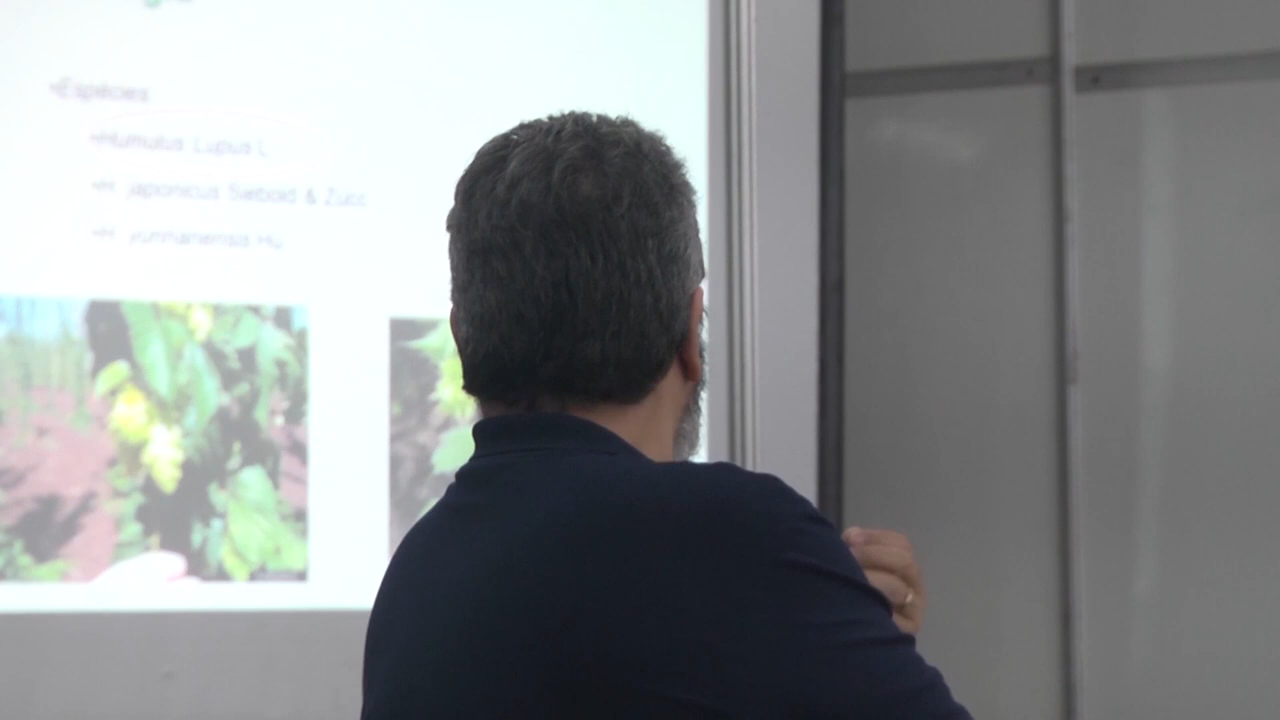 •Espécies
•Humulus Lupus L
•H. japonicus Siebold & Zucc
•H. yunnanensis Hu